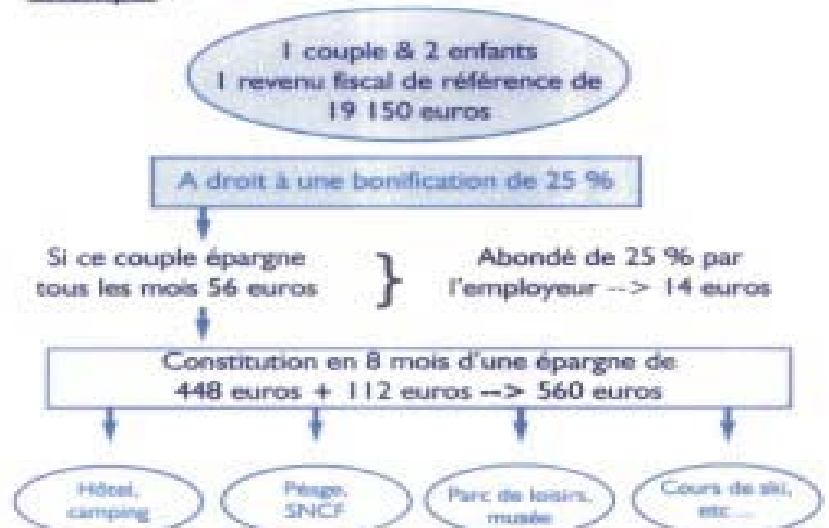 1 couple & 2 enfants
1 revenu fiscal de référence de
19 150 euros
A droit à une bonification de 25 %
Si ce couple épargne
tous les mois 56 euros
}
Abondé de 25 % par
l'employeur --> 14 euros
Constitution en 8 mois d'une épargne de
448 euros + 112 euros --> 560 euros
Hôtel,
camping
Péage,
SNCF
Parc de loisirs,
musée
Cours de ski,
etc ...